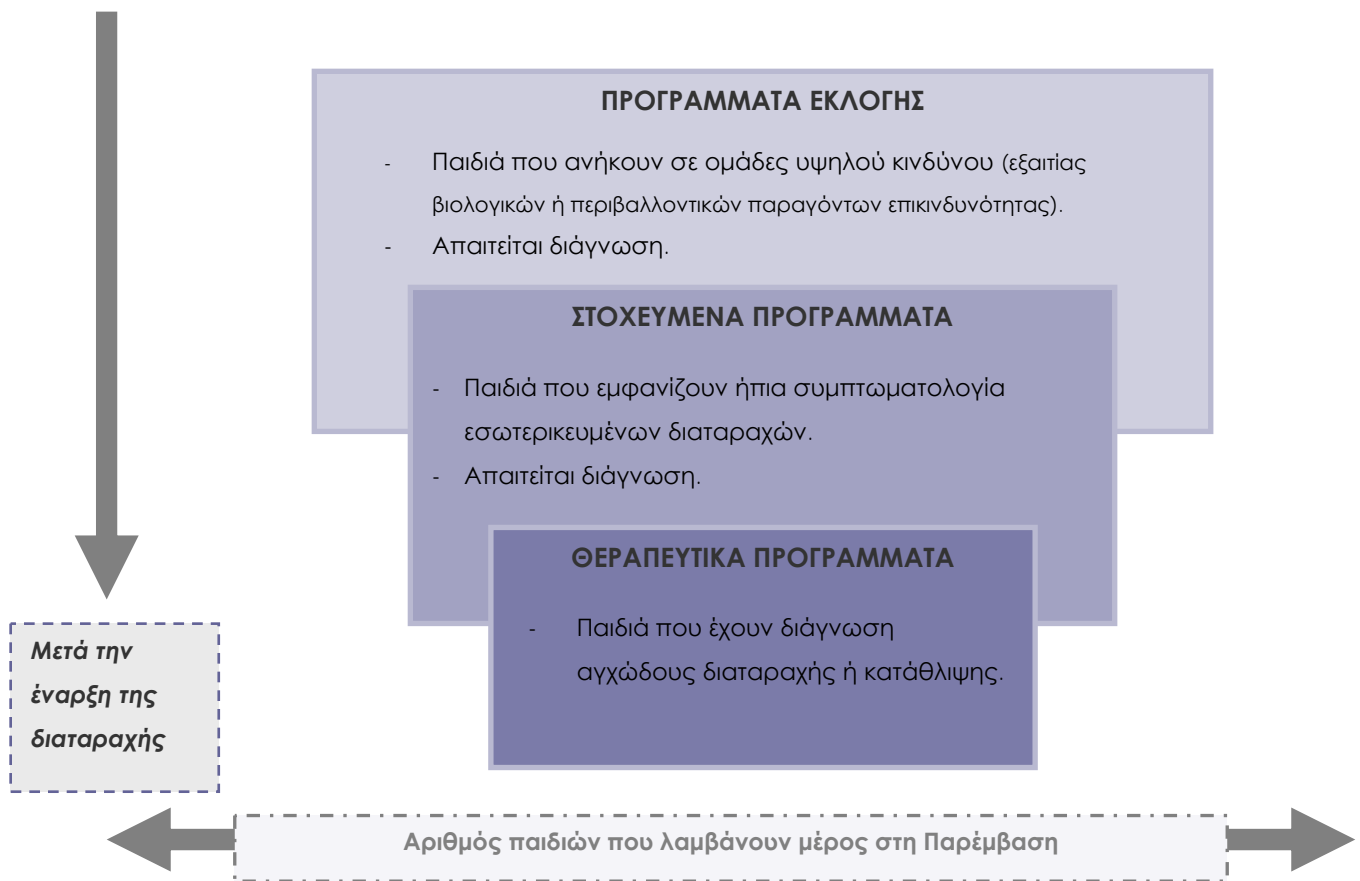 ΠΡΟΓΡΑΜΜΑΤΑ ΕΚΛΟΓΗΣ
- Παιδιά που ανήκουν σε ομάδες υψηλού κινδύνου (εξαιτίας
βιολογικών ή περιβαλλοντικών παραγόντων επικινδυνότητας).
- Απαιτείται διάγνωση.
ΣΤΟΧΕΥΜΕΝΑ ΠΡΟΓΡΑΜΜΑΤΑ
- Παιδιά που εμφανίζουν ήπια συμπτωματολογία
εσωτερικευμένων διαταραχών.
- Απαιτείται διάγνωση.
ΘΕΡΑΠΕΥΤΙΚΑ ΠΡΟΓΡΑΜΜΑΤΑ
- Παιδιά που έχουν διάγνωση
αγχώδους διαταραχής ή κατάθλιψης.
Μετά την
έναρξη της
διαταραχής
Αριθμός παιδιών που λαμβάνουν μέρος στη Παρέμβαση